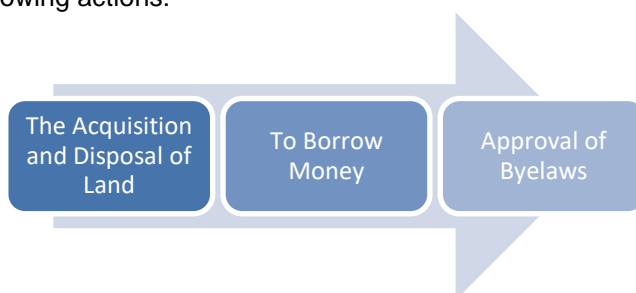 owing actions:
The Acquisition
and Disposal of
Land
To Borrow
Money
Approval of
Byelaws